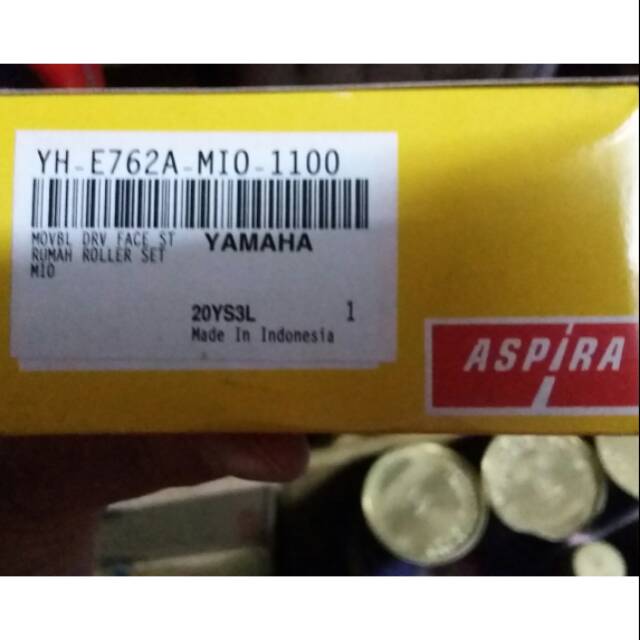 YH-E762A-MIO-1100
MOVBL DRV FACE ST YAMAHA
RUMAH ROLLER SET
MIO
20YS3L 1
Made In Indonesia
ASPIRA